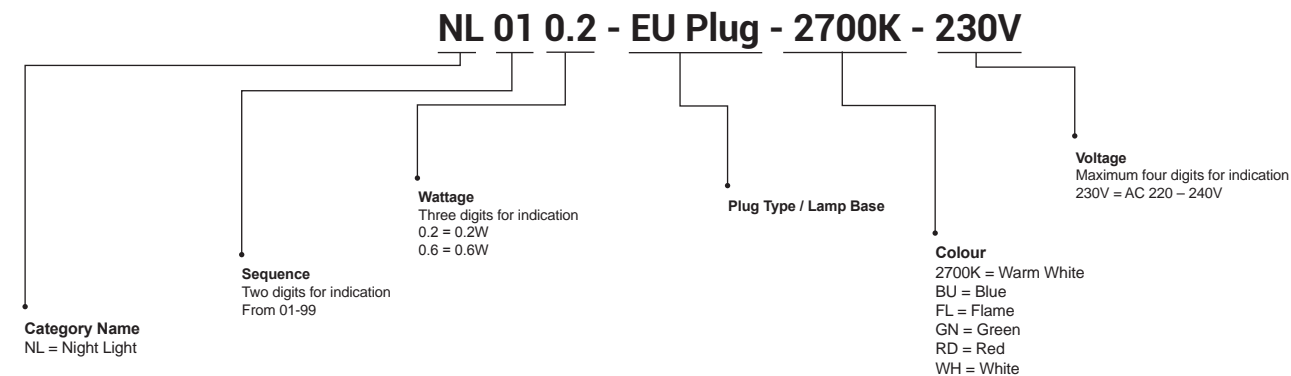 NL 01 0.2 - EU Plug - 2700K - 230V
Voltage
Maximum four digits for indication
230V = AC 220 – 240V
Wattage
Three digits for indication
0.2 = 0.2W
0.6 = 0.6W
Plug Type / Lamp Base
Colour
2700K = Warm White
BU = Blue
FL = Flame
GN = Green
RD = Red
WH = White
Sequence
Two digits for indication
From 01-99
Category Name
NL = Night Light